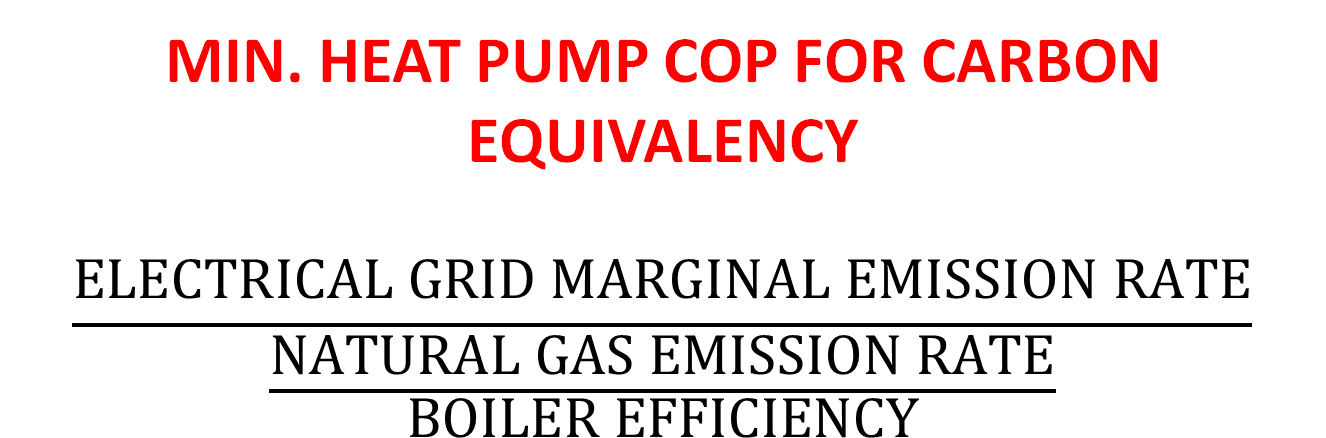 MIN. HEAT PUMP COP FOR CARBON
EQUIVALENCY
ELECTRICAL GRID MARGINAL EMISSION RATE
NATURAL GAS EMISSION RATE
BOILER EFFICIENCY